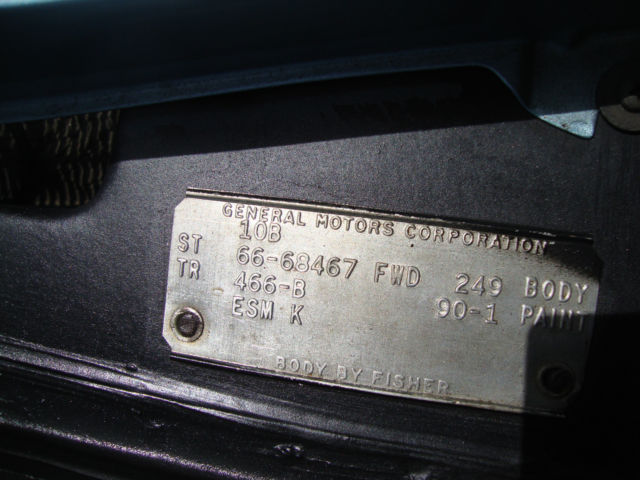 GENERAL MOTORS CORPORATION
10B
ST 66-68467 FWD 249 BODY
TR 466-B 90-1 PAINT
ESM K
BODY BY FISHER